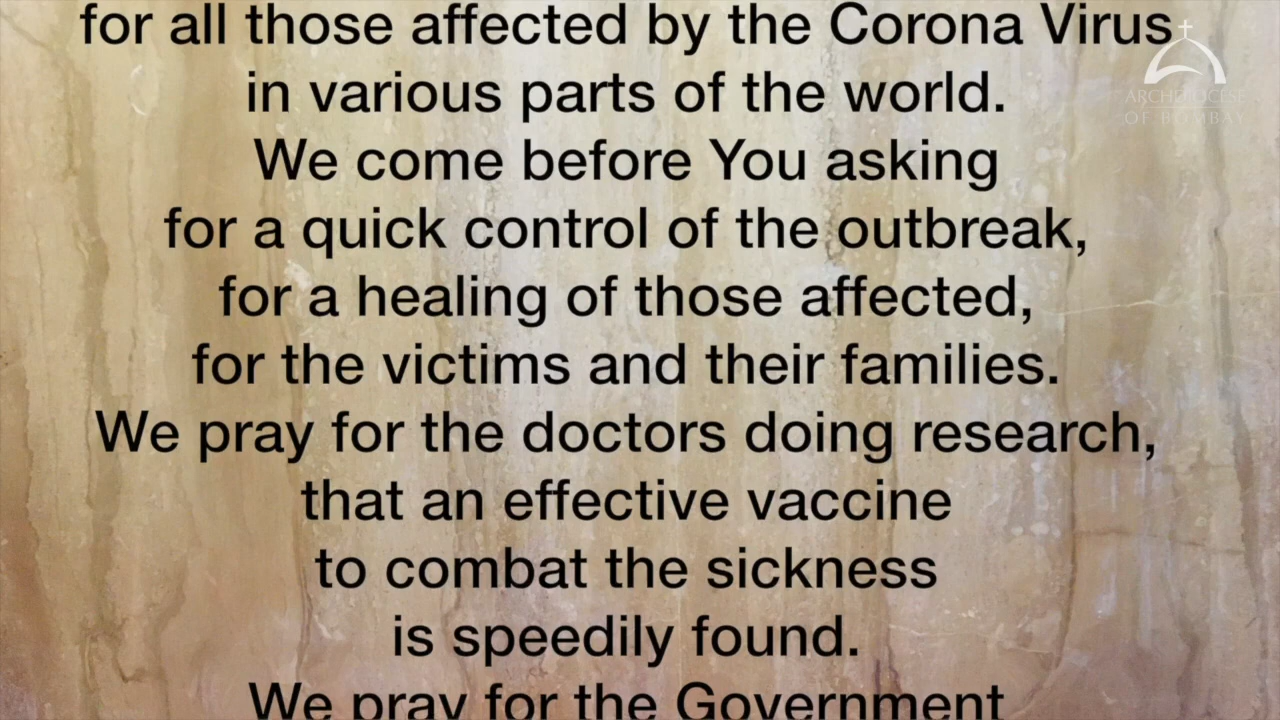 for all those affected by the Corona Virus
ARCHDIOCESE
OF BOMBAY
in various parts of the world.
We come before You asking
for a quick control of the outbreak,
for a healing of those affected,
for the victims and their families.
We pray for the doctors doing research,
that an effective vaccine
to combat the sickness
is speedily found.
We pray for the Government